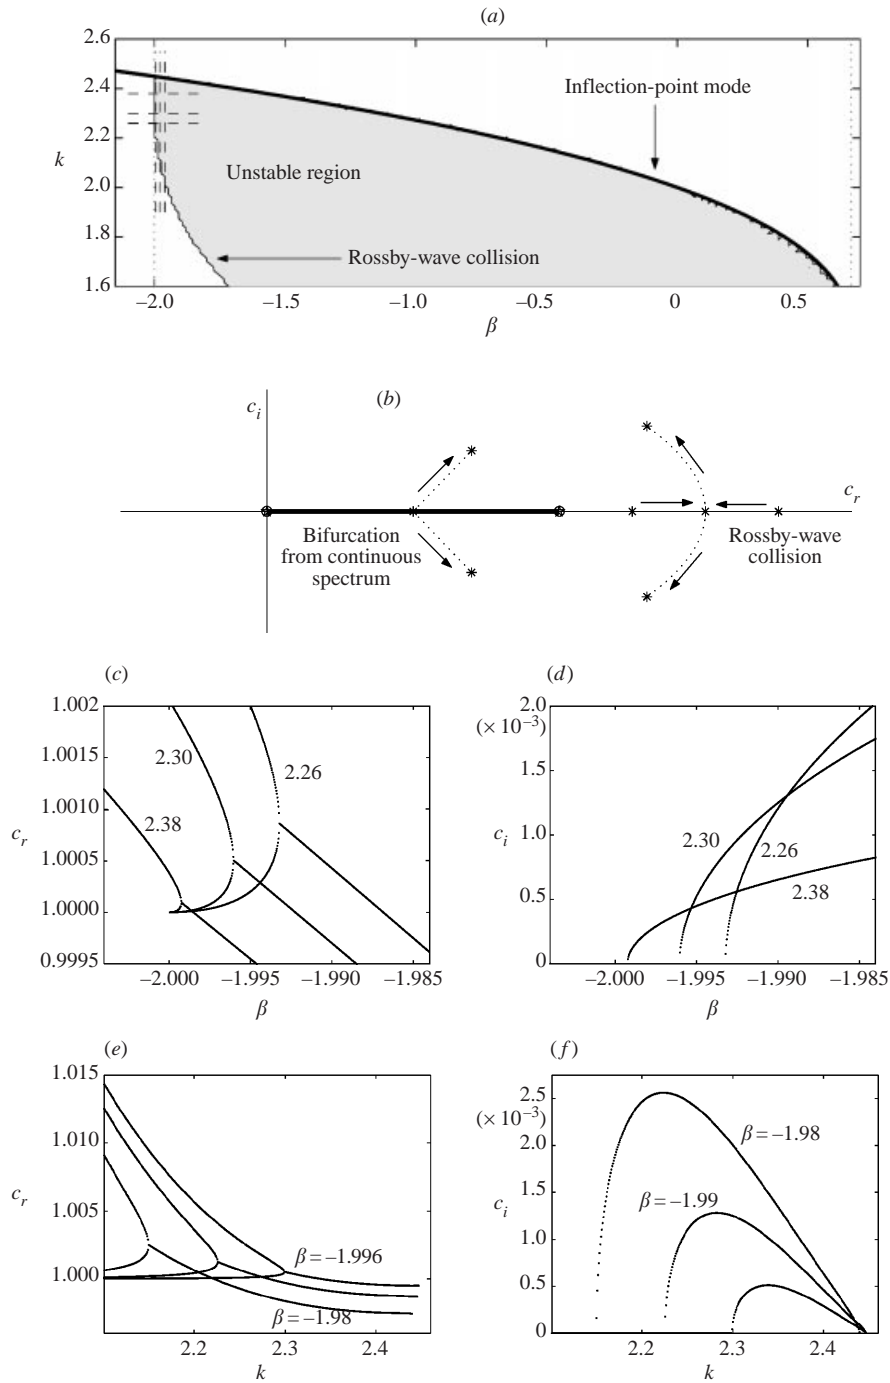 (a)
2.6
2.4
2.2
2.0
1.8
1.6
k
Inflection-point mode
Unstable region
Rossby-wave collision
−2.0 −1.5 −1.0 −0.5 0 0.5
β
(b)
c_i
c_r
Bifurcation
from continuous
spectrum
Rossby-wave
collision
(c)
1.002
1.0015
1.0010
1.0005
1.0000
0.9995
c_r
2.30
2.26
2.38
−2.000 −1.995 −1.990 −1.985
β
(d)
2.0
(× 10⁻³)
1.5
1.0
0.5
0
c_i
2.30
2.26
2.38
−2.000 −1.995 −1.990 −1.985
β
(e)
1.015
1.010
1.005
1.000
c_r
β = −1.996
β = −1.98
2.2 2.3 2.4
k
(f)
2.5
(× 10⁻³)
2.0
1.5
1.0
0.5
0
c_i
β = −1.98
β = −1.99
2.2 2.3 2.4
k